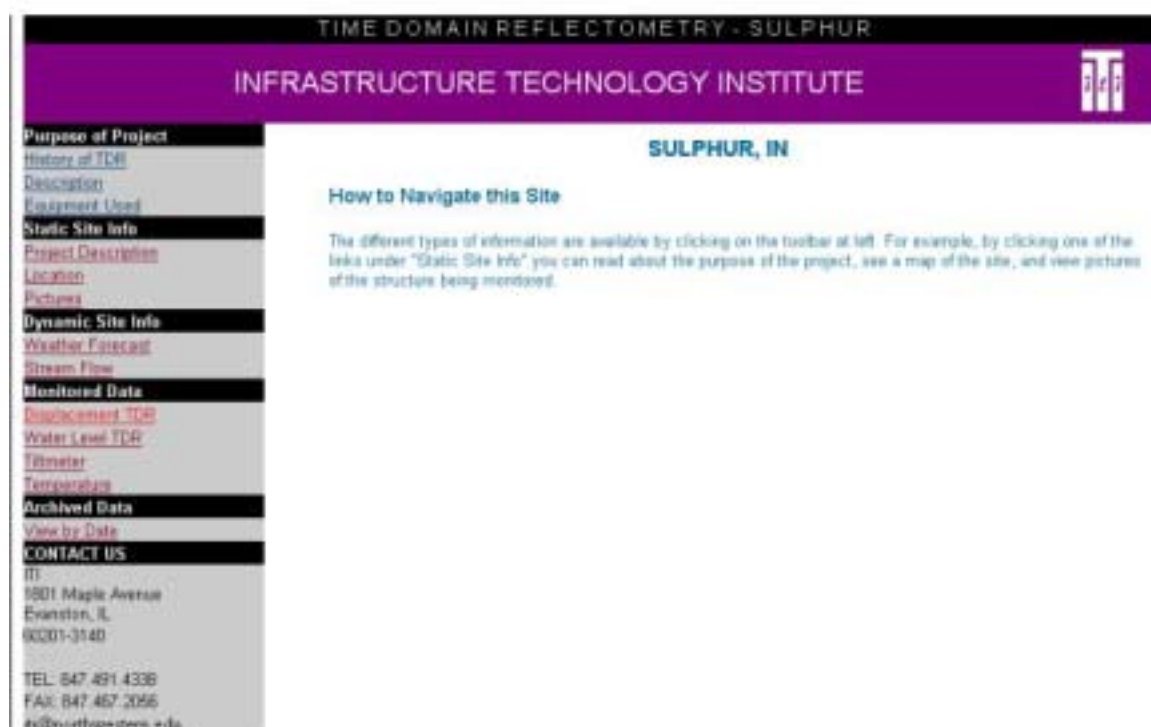 TIME DOMAIN REFLECTOMETRY - SULPHUR
INFRASTRUCTURE TECHNOLOGY INSTITUTE
Purpose of Project
History of TDR
Description
Equipment Used
Static Site Info
Project Description
Location
Pictures
Dynamic Site Info
Weather Forecast
Stream Flow
Monitored Data
Displacement TDR
Water Level TDR
Tiltmeter
Temperature
Archived Data
View by Date
CONTACT US
ITI
1801 Maple Avenue
Evanston, IL
60201-3140
TEL: 847.491.4338
FAX: 847.467.2056
SULPHUR, IN
How to Navigate this Site
The different types of information are available by clicking on the toolbar at left. For example, by clicking one of the
links under "Static Site Info" you can read about the purpose of the project, see a map of the site, and view pictures
of the structure being monitored.